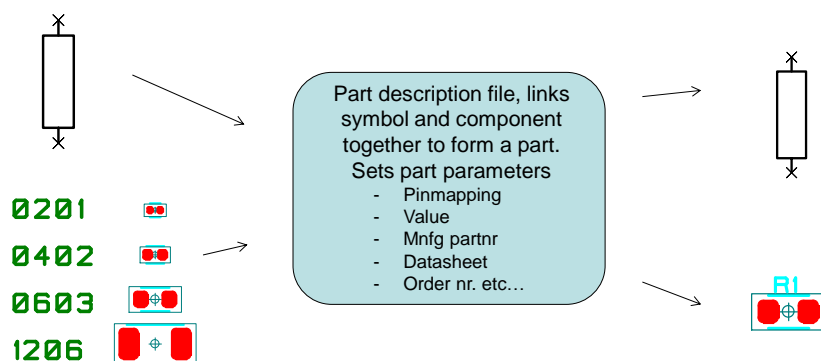 Part description file, links
symbol and component
together to form a part.
Sets part parameters
- Pinmapping
- Value
- Mnfg partnr
- Datasheet
- Order nr. etc…
0201
0402
0603
1206
R1